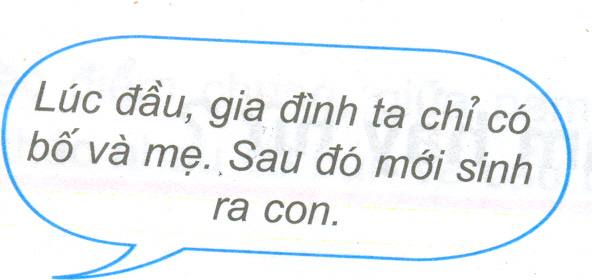 Lúc đầu, gia đình ta chỉ có
bố và mẹ. Sau đó mới sinh
ra con.